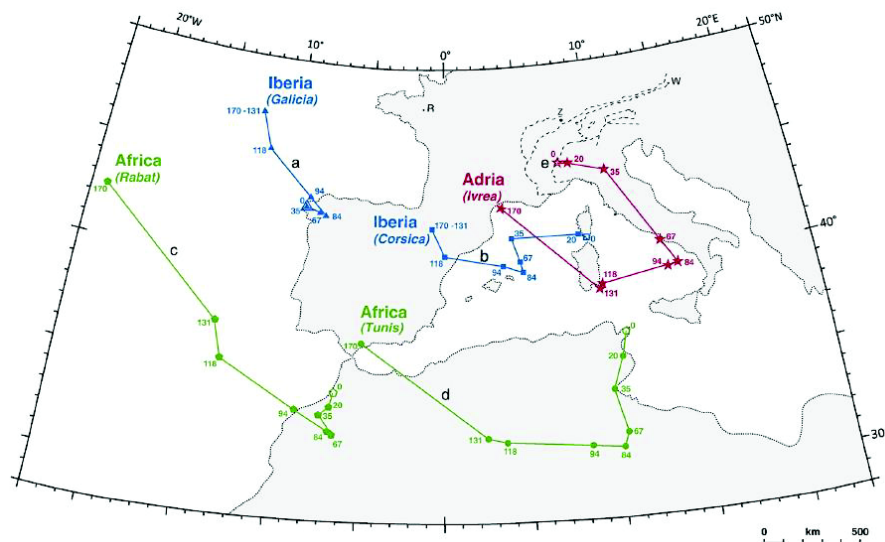 20°W
10°
0°
10°
20°E
50°N
Iberia
(Galicia)
170 -131
118
a
94
0
35
67
84
R
Z
W
Africa
(Rabat)
170
c
131
118
94
0
20
35
84
67
Iberia
(Corsica)
170 -131
118
b
94
84
67
35
20
0
Adria
(Ivrea)
170
e
0
20
35
67
94
84
118
131
40°
Africa
(Tunis)
170
d
131
118
94
84
67
35
20
0
30
0 km 500